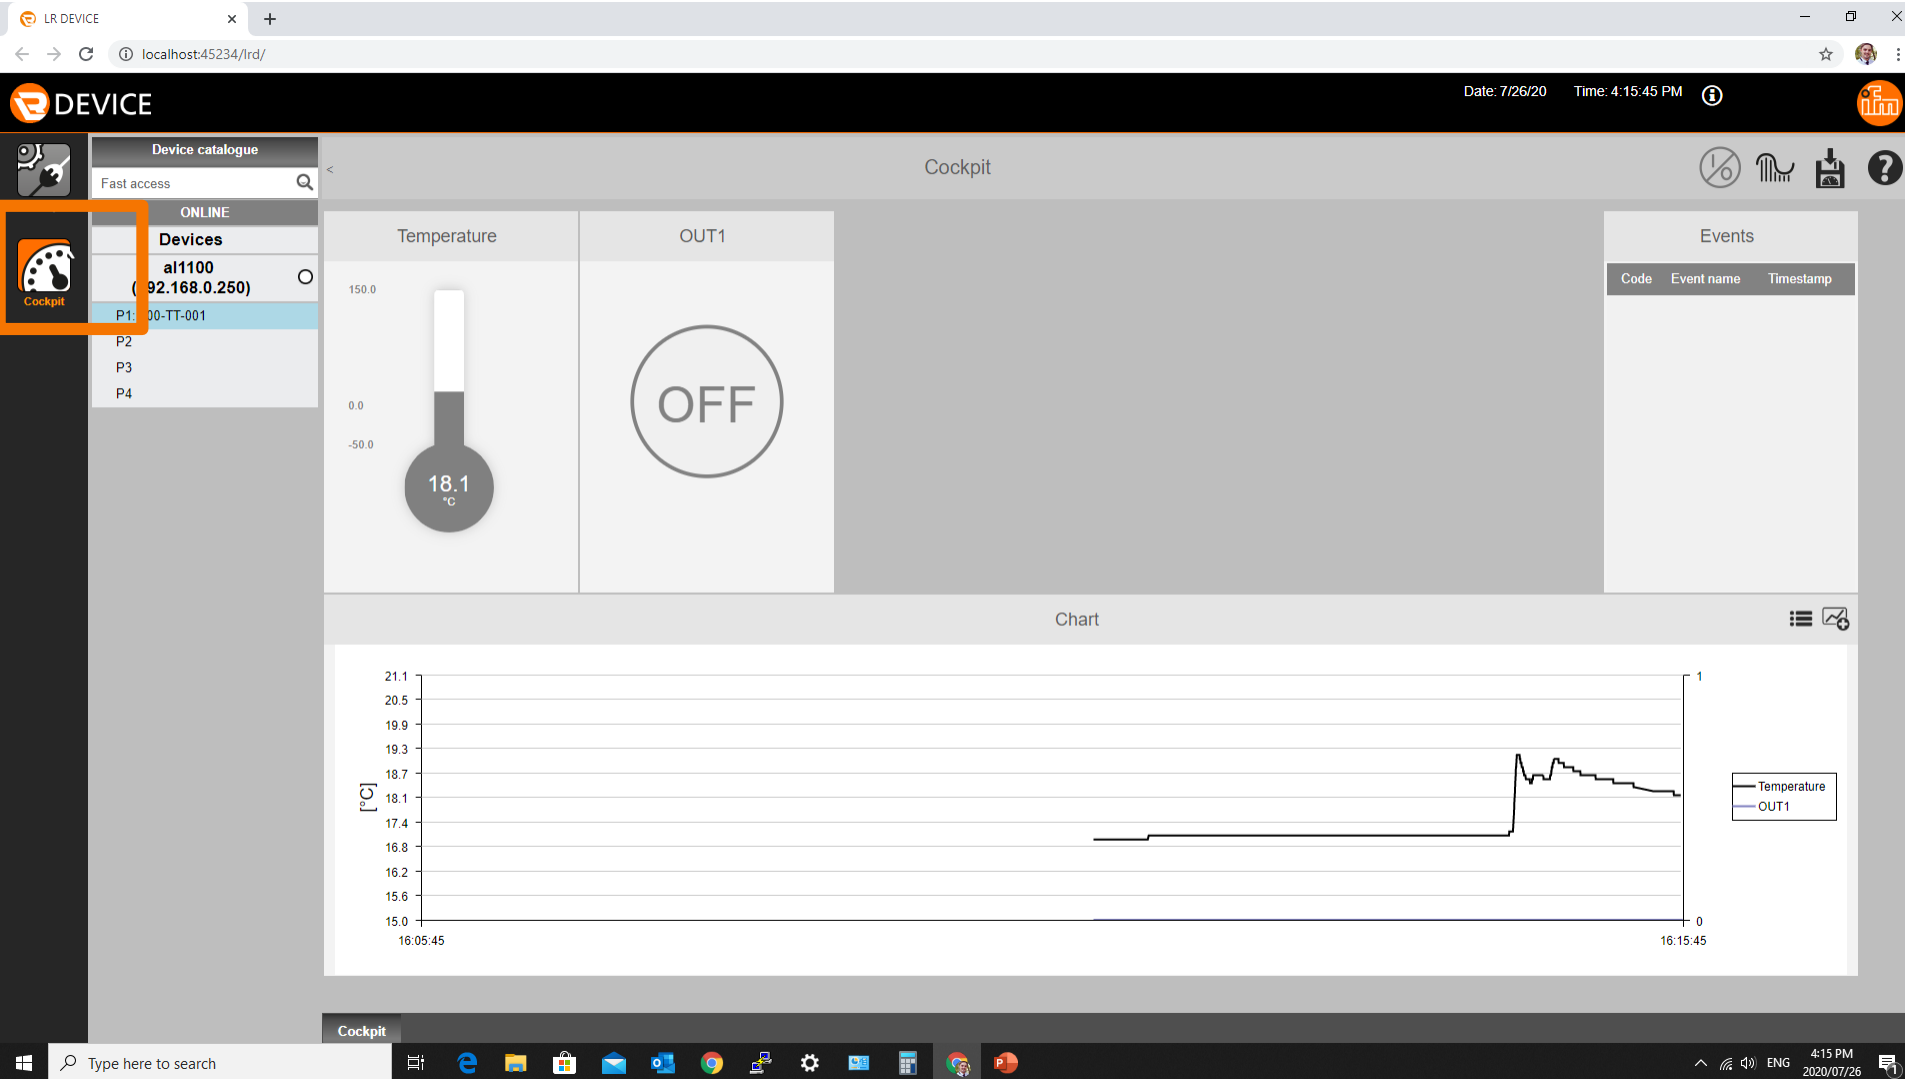 LR DEVICE
localhost:45234/lrd/
DEVICE
Date: 7/26/20 Time: 4:15:45 PM
ifm
Device catalogue
Fast access
< Cockpit
ONLINE
Devices
al1100
92.168.0.250)
P1: 00-TT-001
P2
P3
P4
Cockpit
Temperature
150.0
0.0
-50.0
18.1
°C
OUT1
OFF
Events
Code Event name Timestamp
Chart
21.1
20.5
19.9
19.3
18.7
18.1
17.4
16.8
16.2
15.6
15.0
[°C]
1
0
16:05:45 16:15:45
Temperature
OUT1
Cockpit
Type here to search
ENG
4:15 PM
2020/07/26
1